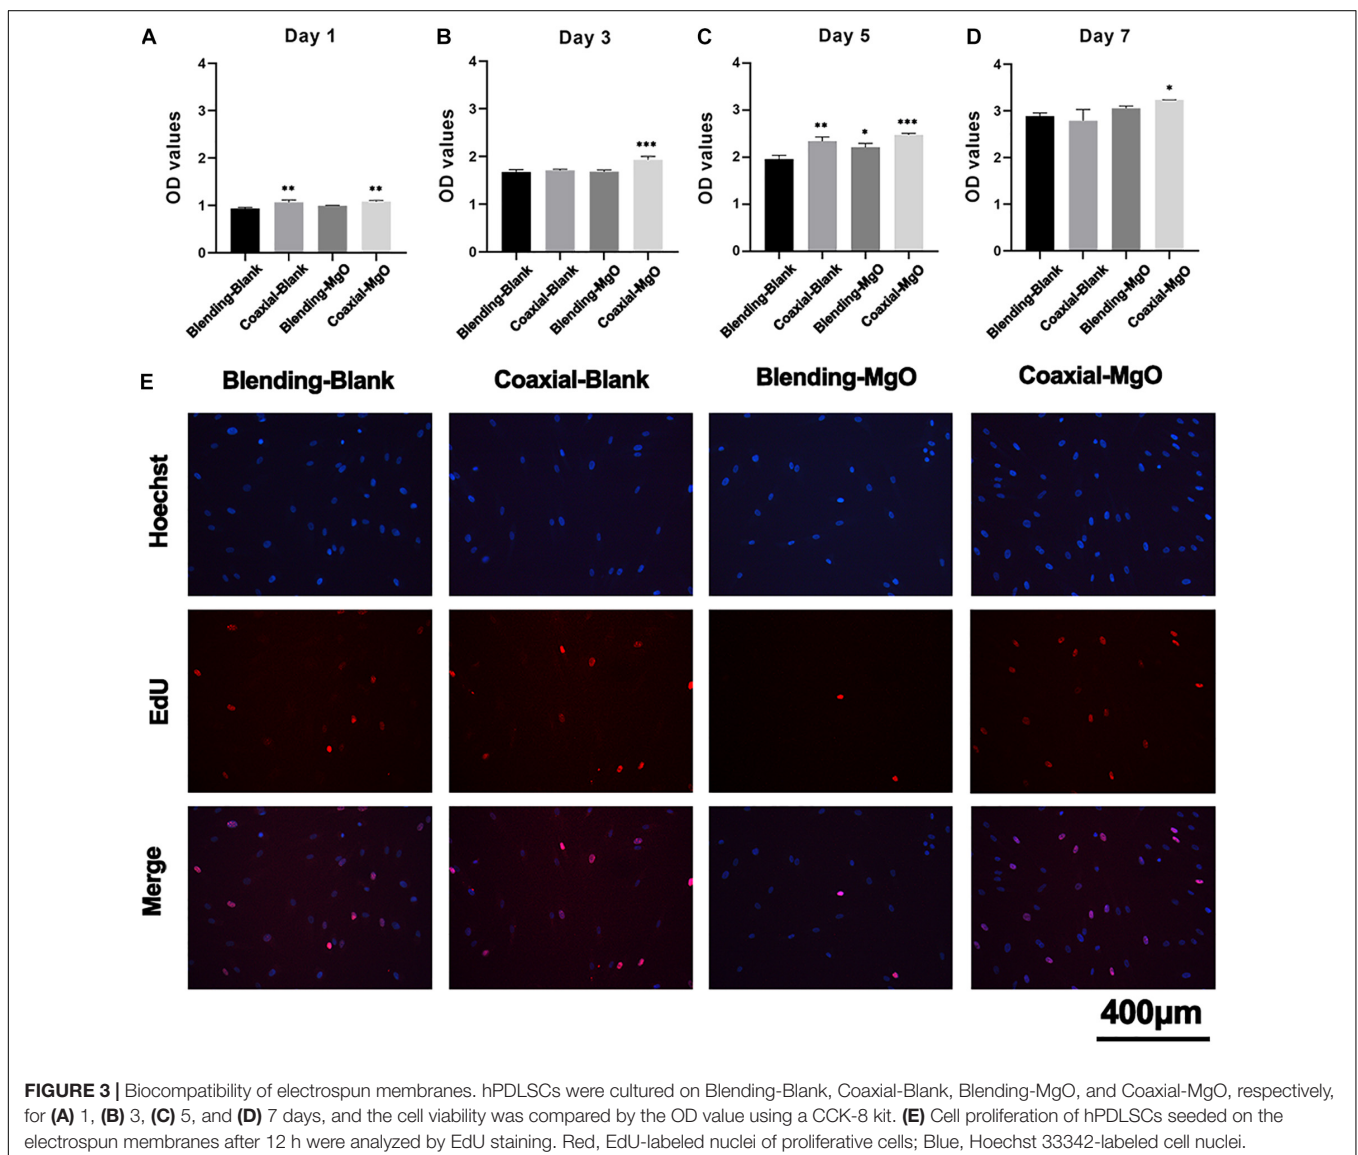 A Day 1
B Day 3
C Day 5
D Day 7
OD values
4
3
2
1
0
**
**
Blending-Blank
Coaxial-Blank
Blending-MgO
Coaxial-MgO
OD values
4
3
2
1
0
***
Blending-Blank
Coaxial-Blank
Blending-MgO
Coaxial-MgO
OD values
4
3
2
1
0
**
*
***
Blending-Blank
Coaxial-Blank
Blending-MgO
Coaxial-MgO
OD values
4
3
2
1
0
*
Blending-Blank
Coaxial-Blank
Blending-MgO
Coaxial-MgO
E
Blending-Blank Coaxial-Blank Blending-MgO Coaxial-MgO
Hoechst
EdU
Merge
400μm
FIGURE 3 | Biocompatibility of electrospun membranes. hPDLSCs were cultured on Blending-Blank, Coaxial-Blank, Blending-MgO, and Coaxial-MgO, respectively,
for (A) 1, (B) 3, (C) 5, and (D) 7 days, and the cell viability was compared by the OD value using a CCK-8 kit. (E) Cell proliferation of hPDLSCs seeded on the
electrospun membranes after 12 h were analyzed by EdU staining. Red, EdU-labeled nuclei of proliferative cells; Blue, Hoechst 33342-labeled cell nuclei.